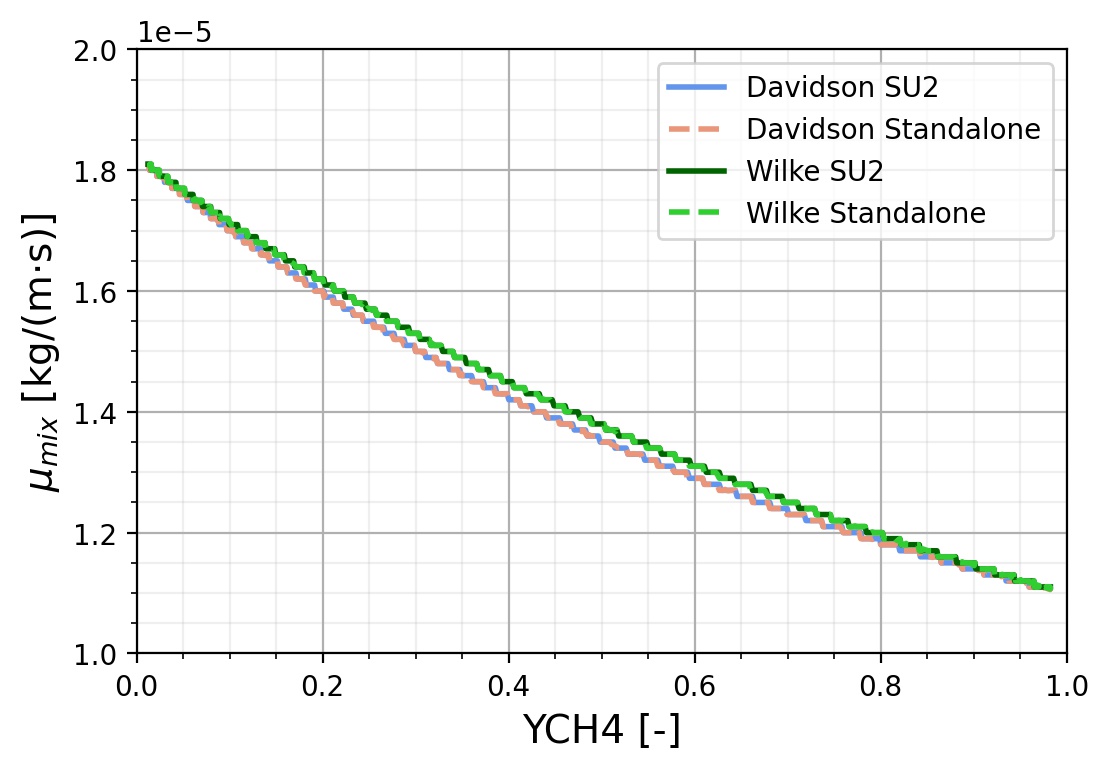 1e−5
2.0
1.8
1.6
1.4
1.2
1.0
μmix [kg/(m·s)]
Davidson SU2
Davidson Standalone
Wilke SU2
Wilke Standalone
0.0 0.2 0.4 0.6 0.8 1.0
YCH4 [-]